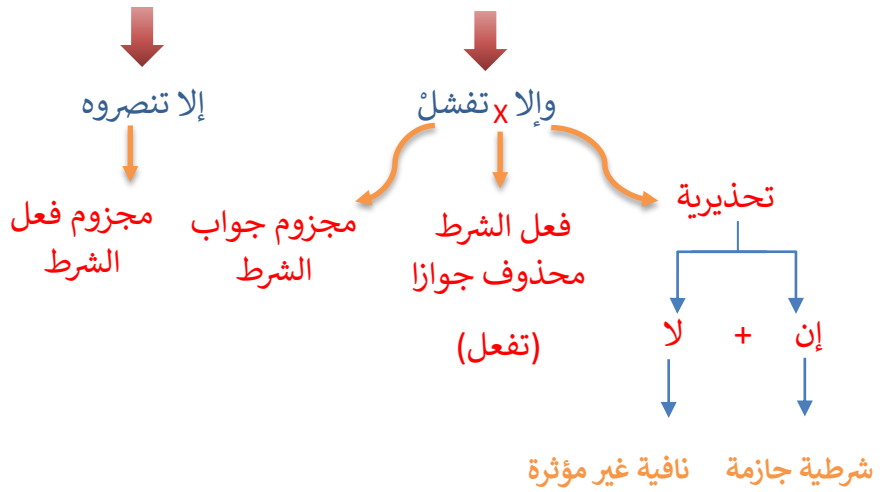 وإلا x تفشلْ
إلا تنصروه
تحذيرية
فعل الشرط
محذوف جوازا
(تفعل)
مجزوم جواب
الشرط
مجزوم فعل
الشرط
إن + لا
شرطية جازمة
نافية غير مؤثرة